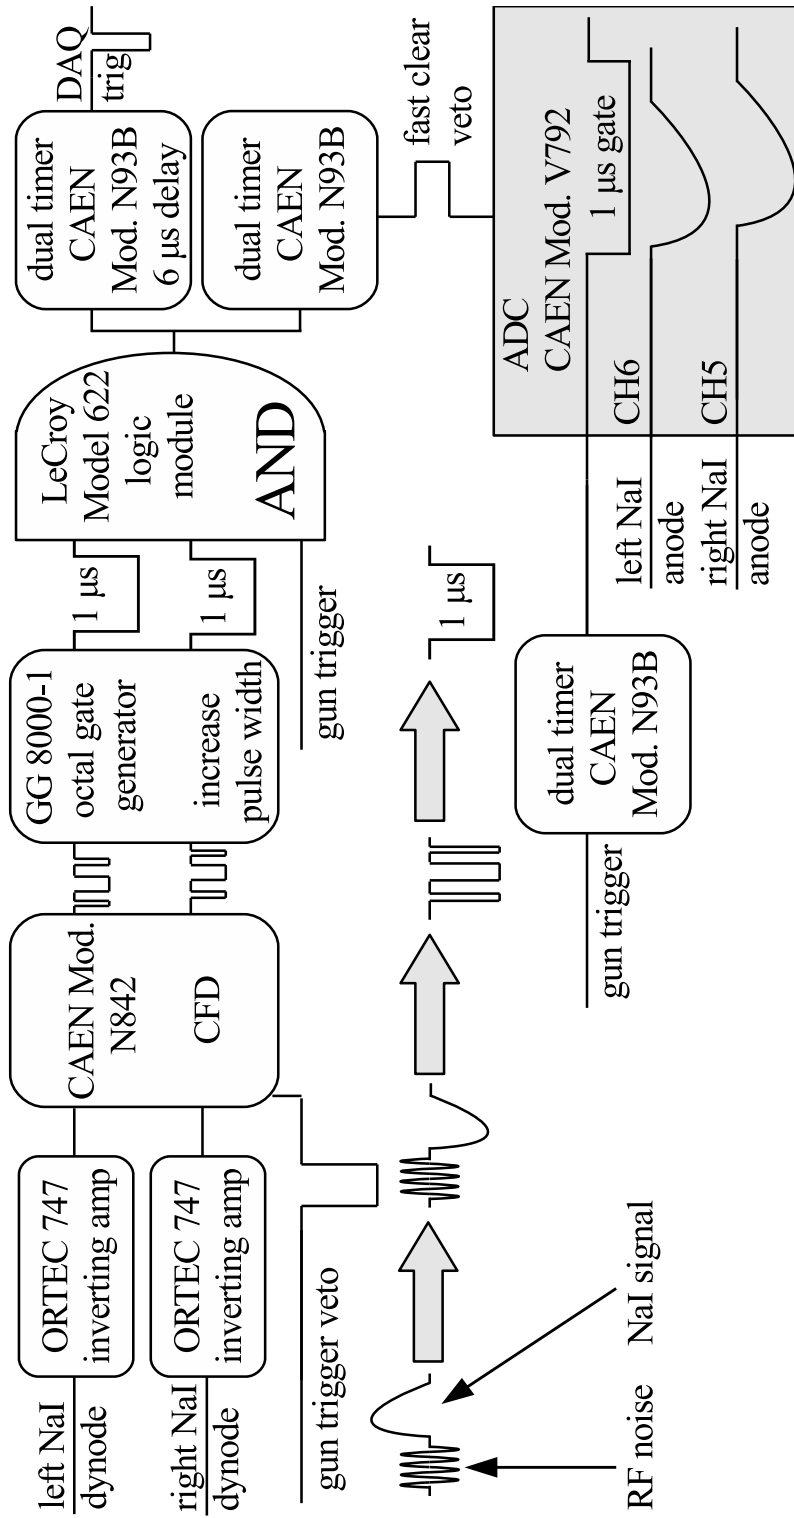 left NaI
dynode
ORTEC 747
inverting amp
right NaI
dynode
ORTEC 747
inverting amp
gun trigger veto
CAEN Mod.
N842
CFD
GG 8000-1
octal gate
generator
increase
pulse width
1 μs
1 μs
gun trigger
LeCroy
Model 622
logic
module
AND
dual timer
CAEN
Mod. N93B
6 μs delay
DAQ
trig
dual timer
CAEN
Mod. N93B
fast clear
veto
RF noise
NaI signal
1 μs
gun trigger
dual timer
CAEN
Mod. N93B
ADC
CAEN Mod. V792
1 μs gate
left NaI
anode
CH6
right NaI
anode
CH5